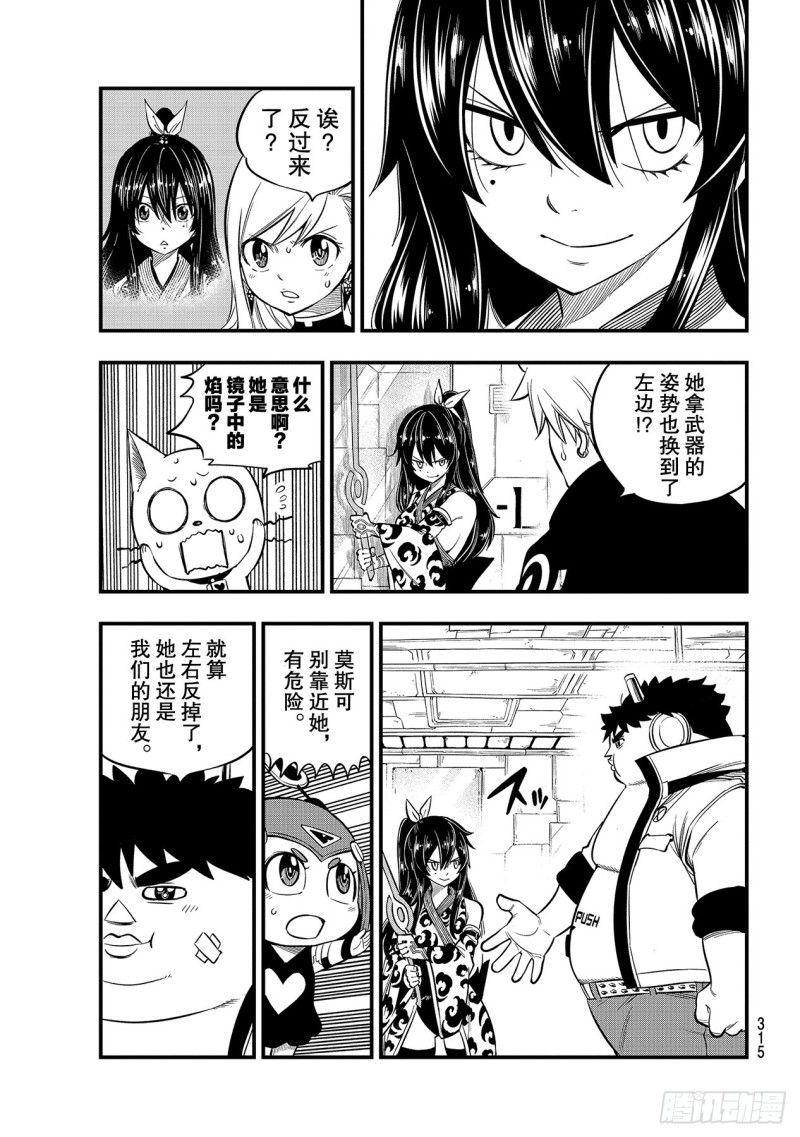 诶？
反过来
了？
她拿武器的
姿势也换到了
左边!?
-1
什么
意思啊？
她是
镜子中的
焰吗？
ズッ
PUSH
莫斯可
别靠近她，
有危险。
就算
左右反掉了，
她也还是
我们的朋友。
315
腾讯动漫